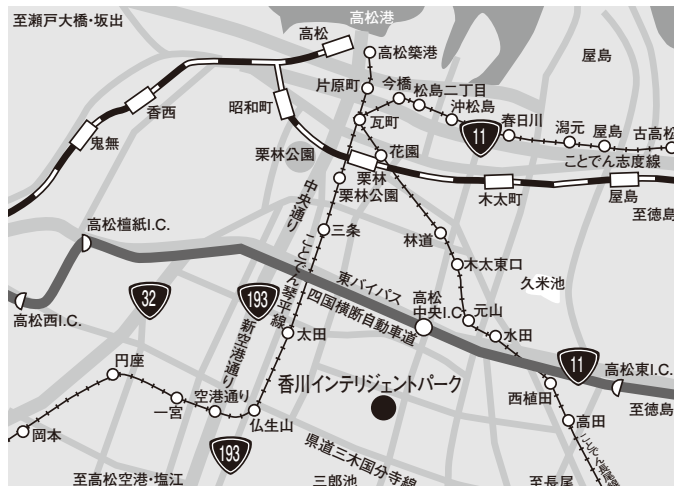 至瀬戸大橋・坂出
高松港
高松
高松築港
屋島
片原町
今橋
松島二丁目
沖松島
香西
昭和町
瓦町
11
春日川
潟元
屋島
古高松
鬼無
栗林公園
花園
ことでん志度線
栗林
栗林公園
木太町
屋島
中央通り
至徳島
高松檀紙I.C.
三条
林道
ことでん琴平線
東バイパス
木太東口
久米池
32
193
四国横断自動車道
高松
中央I.C.
高松西I.C.
元山
新空港通り
太田
水田
円座
11
高松東I.C.
香川インテリジェントパーク
一宮
空港通り
仏生山
西植田
至徳島
高田
岡本
193
県道三木国分寺線
ことでん長尾線
至高松空港・塩江
三郎池
至長尾